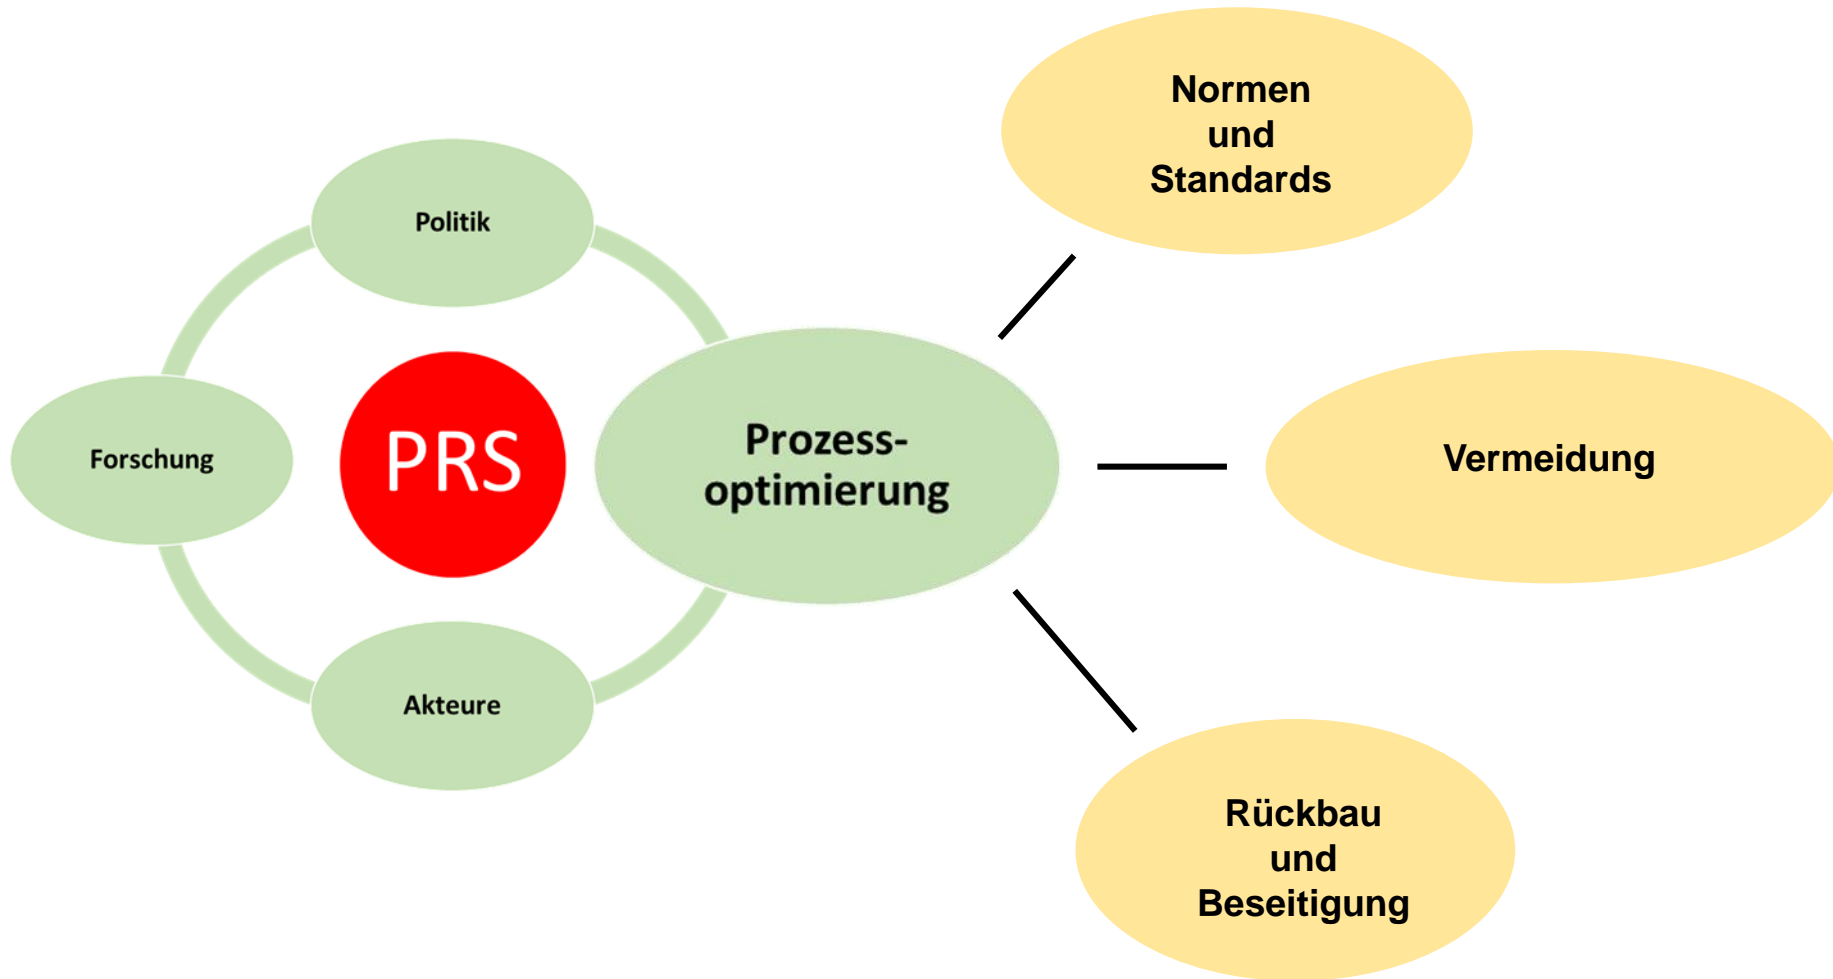 Politik
Forschung
PRS
Akteure
Prozess-
optimierung
Normen
und
Standards
Vermeidung
Rückbau
und
Beseitigung